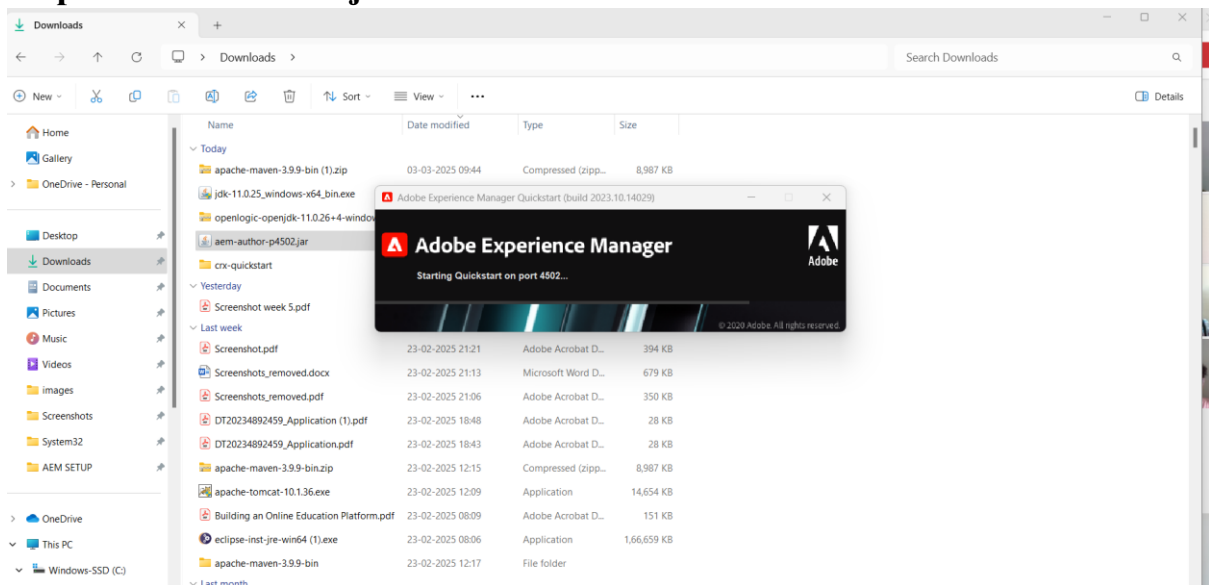 Downloads
Downloads
Search Downloads
New
Sort
View
Details
Name Date modified Type Size
Home
Gallery
OneDrive - Personal
Desktop
Downloads
Documents
Pictures
Music
Videos
images
Screenshots
System32
AEM SETUP
OneDrive
This PC
Windows-SSD (C:)
Today
apache-maven-3.9.9-bin (1).zip 03-03-2025 09:44 Compressed (zipp... 8,987 KB
jdk-11.0.25_windows-x64_bin.exe
openlogic-openjdk-11.0.26+4-window
aem-author-p4502.jar
crx-quickstart
Yesterday
Screenshot week 5.pdf
Last week
Screenshot.pdf 23-02-2025 21:21 Adobe Acrobat D... 394 KB
Screenshots_removed.docx 23-02-2025 21:13 Microsoft Word D... 679 KB
Screenshots_removed.pdf 23-02-2025 21:06 Adobe Acrobat D... 350 KB
DT20234892459_Application (1).pdf 23-02-2025 18:48 Adobe Acrobat D... 28 KB
DT20234892459_Application.pdf 23-02-2025 18:43 Adobe Acrobat D... 28 KB
apache-maven-3.9.9-bin.zip 23-02-2025 12:15 Compressed (zipp... 8,987 KB
apache-tomcat-10.1.36.exe 23-02-2025 12:09 Application 14,654 KB
Building an Online Education Platform.pdf 23-02-2025 08:09 Adobe Acrobat D... 151 KB
eclipse-inst-jre-win64 (1).exe 23-02-2025 08:06 Application 1,66,659 KB
apache-maven-3.9.9-bin 23-02-2025 12:17 File folder
Last month
Adobe Experience Manager Quickstart (build 2023.10.14029)
Adobe Experience Manager
Adobe
Starting Quickstart on port 4502...
© 2020 Adobe. All rights reserved.